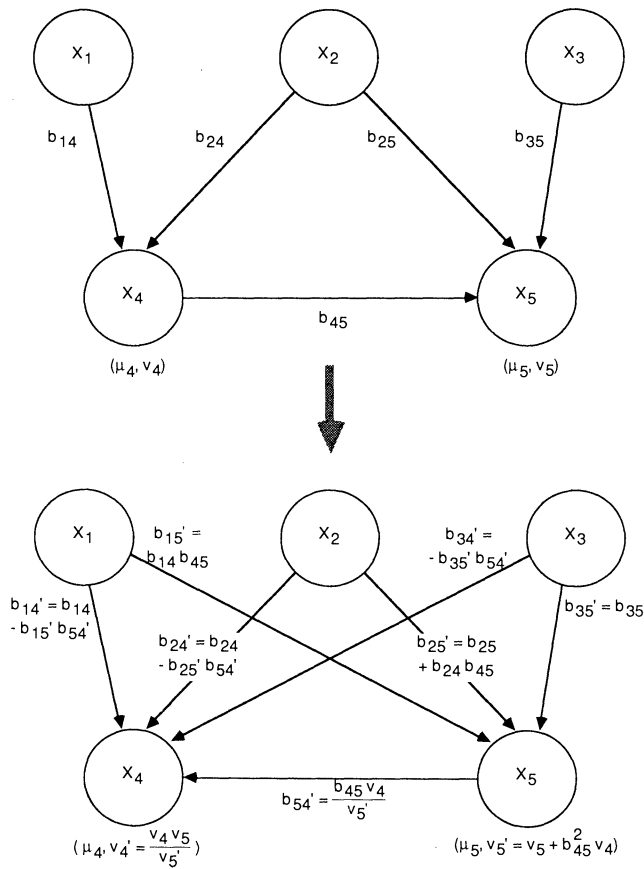 X1 X2 X3
b14 b24 b25 b35
X4 X5
b45
(μ4, v4) (μ5, v5)
X1 X2 X3
b15' = b14 b45
b34' = -b35' b54'
b14' = b14 - b15' b54'
b35' = b35
b24' = b24 - b25' b54'
b25' = b25 + b24 b45
X4 X5
b54' = b45 v4 / v5'
(μ4, v4' = v4 v5 / v5')
(μ5, v5' = v5 + b45^2 v4)